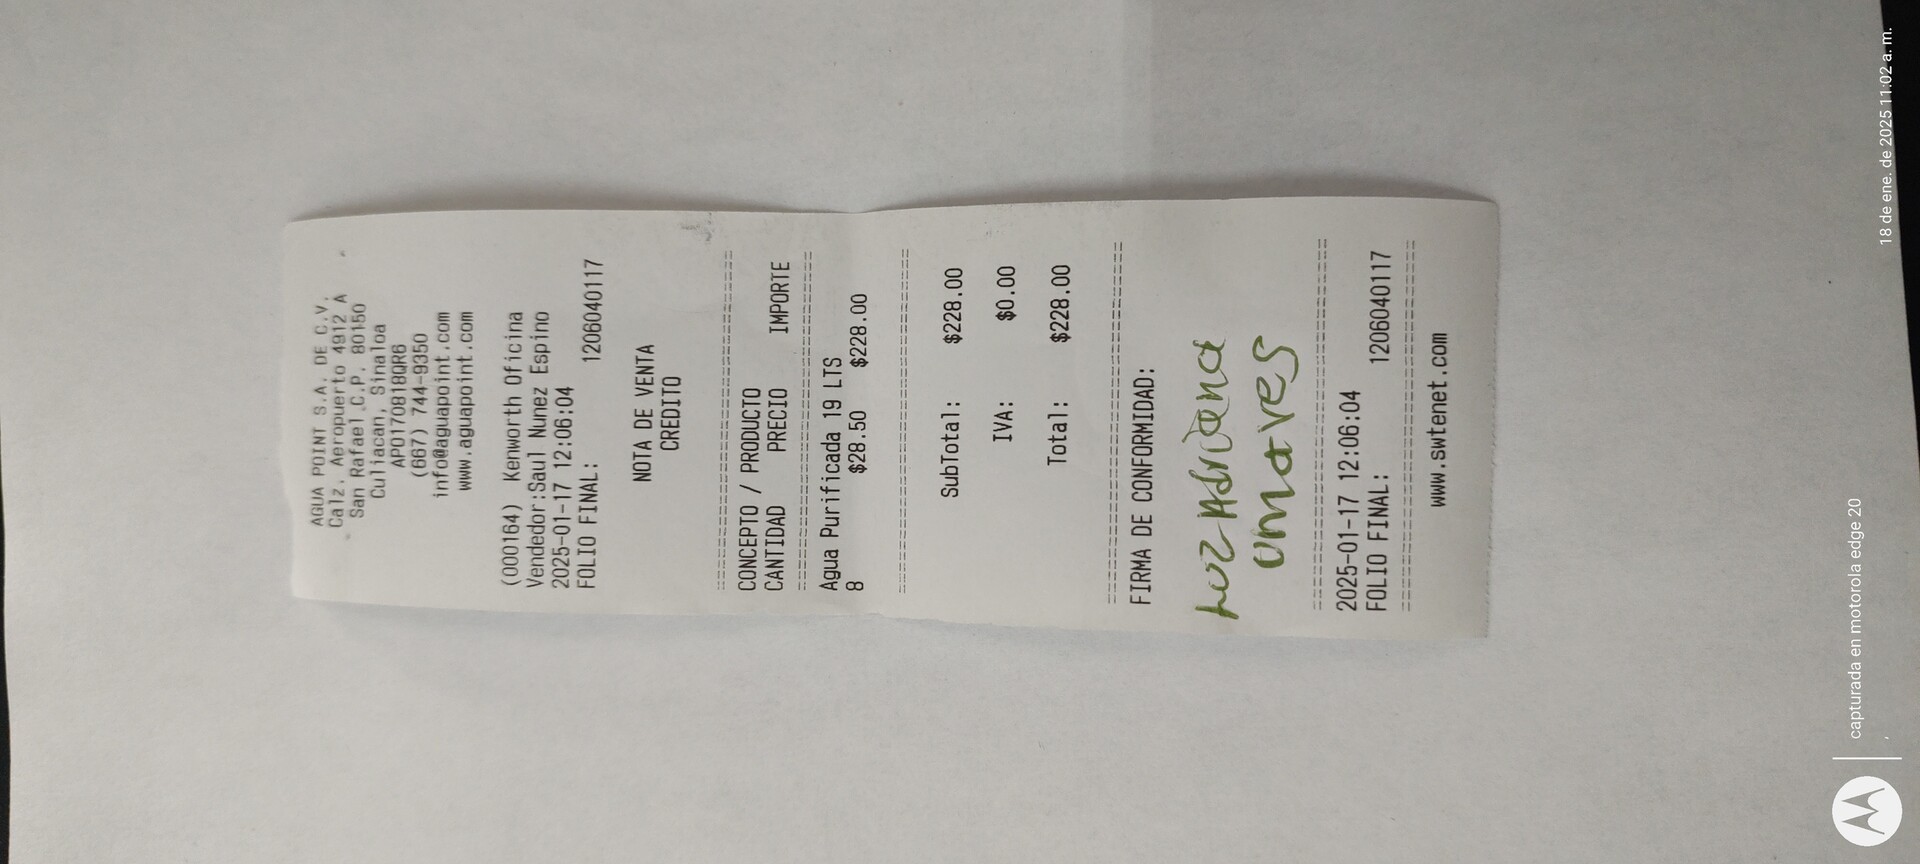 AGUA POINT S.A. DE C.V.
Calz. Aeropuerto 4912 A
San Rafael C.P. 80150
Culiacan, Sinaloa
APO170818QR6
(667) 744-9350
info@aguapoint.com
www.aguapoint.com
(000164) Kenworth Oficina
Vendedor:Saul Nunez Espino
2025-01-17 12:06:04
FOLIO FINAL: 1206040117
NOTA DE VENTA
CREDITO
CONCEPTO / PRODUCTO
CANTIDAD PRECIO IMPORTE
Agua Purificada 19 LTS
8 $28.50 $228.00
SubTotal: $228.00
IVA: $0.00
Total: $228.00
FIRMA DE CONFORMIDAD:
Luz Adriana
2025-01-17 12:06:04
FOLIO FINAL: 1206040117
www.swtenet.com
capturada en motorola edge 20
18 de ene. de 2025 11:02 a. m.